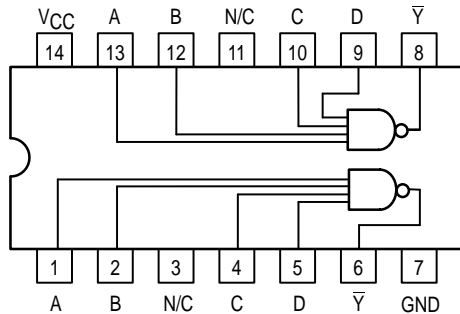 VCC A B N/C C D Y̅
14 13 12 11 10 9 8
1 2 3 4 5 6 7
A B N/C C D Y̅ GND